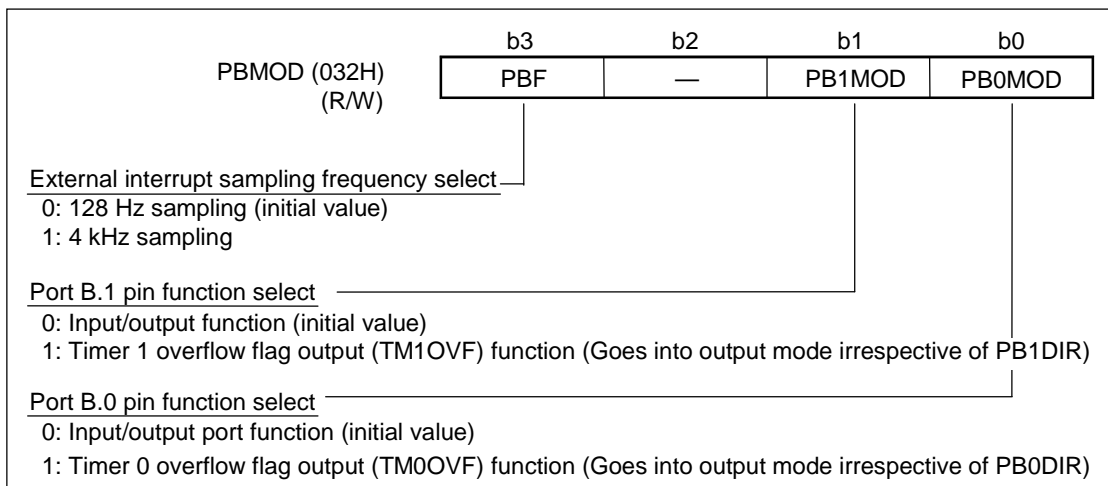 b3 b2 b1 b0
PBMOD (032H) PBF — PB1MOD PB0MOD
(R/W)
External interrupt sampling frequency select
0: 128 Hz sampling (initial value)
1: 4 kHz sampling
Port B.1 pin function select
0: Input/output function (initial value)
1: Timer 1 overflow flag output (TM1OVF) function (Goes into output mode irrespective of PB1DIR)
Port B.0 pin function select
0: Input/output port function (initial value)
1: Timer 0 overflow flag output (TM0OVF) function (Goes into output mode irrespective of PB0DIR)